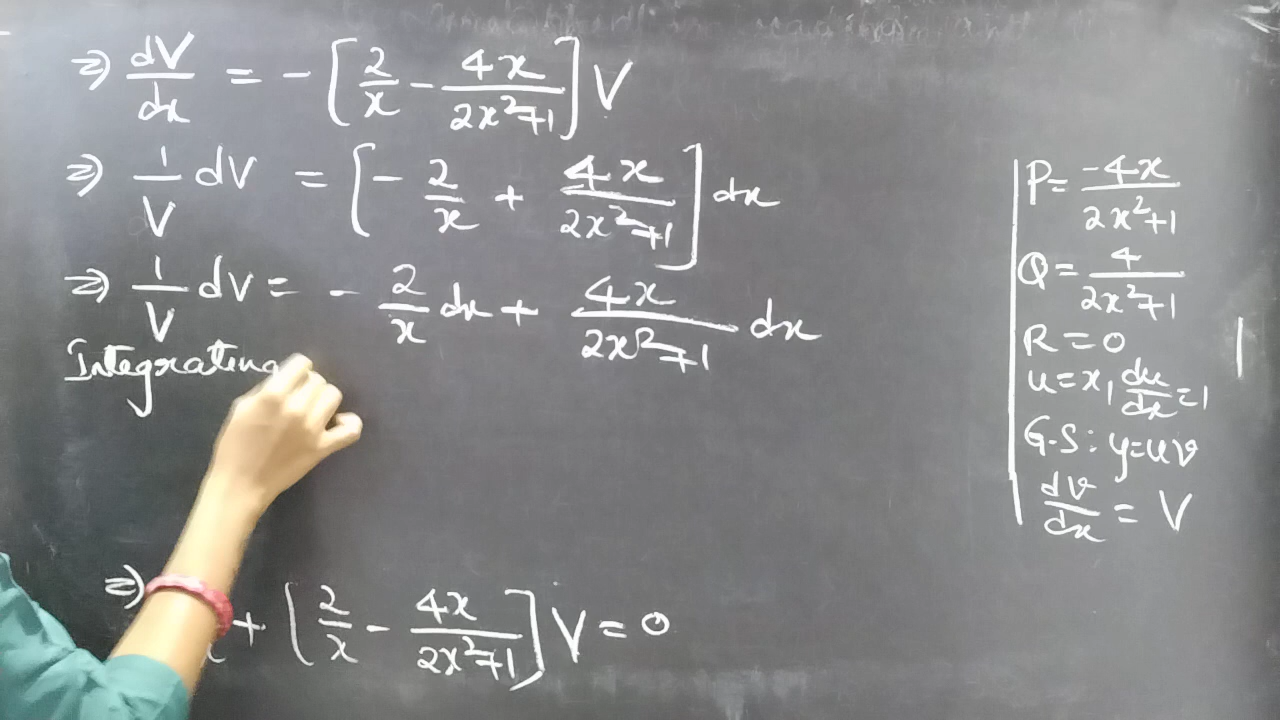 ⇒ dV/dx = - [2/x - 4x/2x²+1] V
⇒ 1/V dV = [- 2/x + 4x/2x²+1] dx
⇒ 1/V dV = - 2/x dx + 4x/2x²+1 dx
Integrating
⇒ + [2/x - 4x/2x²+1] V = 0
P = -4x/2x²+1
Q = 4/2x²+1
R = 0
u = x, du/dx = 1
G.S: y = uv
dv/dx = V